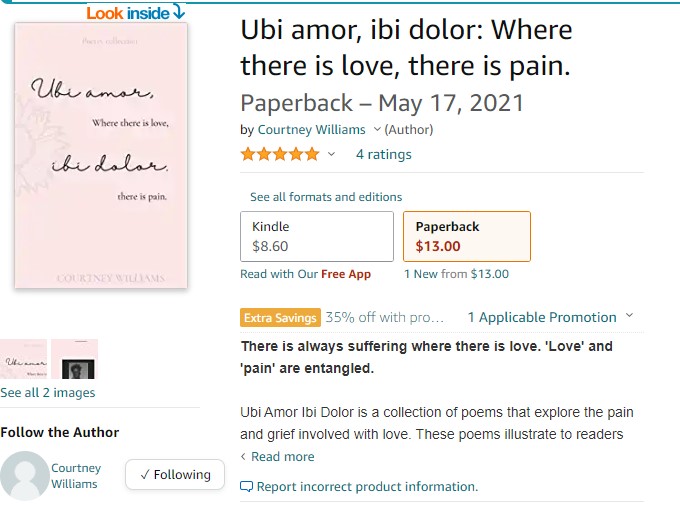 Look inside
Poetry collection
Ubi amor,
Where there is love,
ibi dolor.
there is pain.
COURTNEY WILLIAMS
Ubi amor
See all 2 images
Follow the Author
Courtney
Williams
✓ Following
Ubi amor, ibi dolor: Where
there is love, there is pain.
Paperback – May 17, 2021
by Courtney Williams (Author)
4 ratings
See all formats and editions
Kindle
$8.60
Paperback
$13.00
Read with Our Free App
1 New from $13.00
Extra Savings 35% off with pro... 1 Applicable Promotion
There is always suffering where there is love. 'Love' and
'pain' are entangled.
Ubi Amor Ibi Dolor is a collection of poems that explore the pain
and grief involved with love. These poems illustrate to readers
‹ Read more
Report incorrect product information.